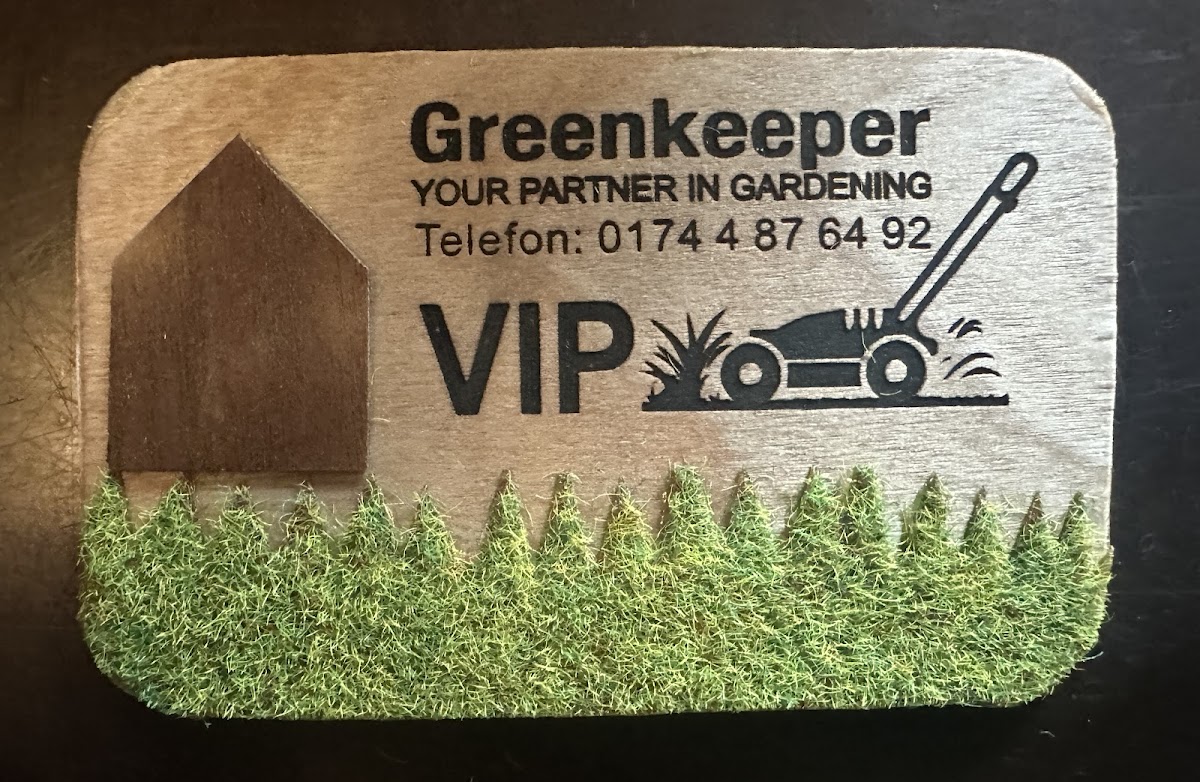 Greenkeeper
YOUR PARTNER IN GARDENING
Telefon: 0174 4 87 64 92
VIP